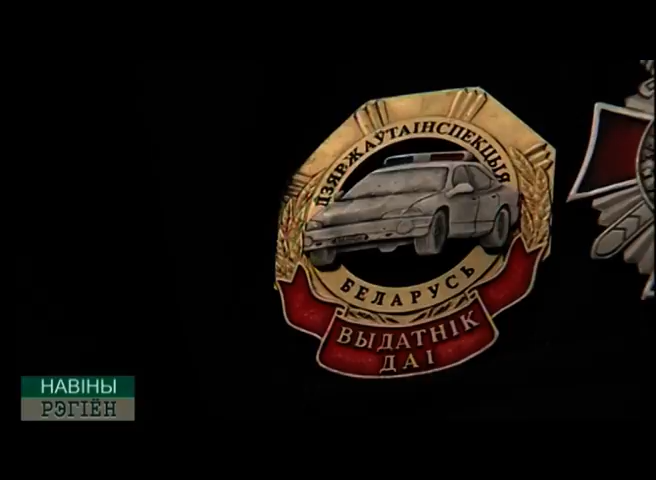 ДЗЯРЖАЎТАІНСПЕКЦЫЯ
БЕЛАРУСЬ
ВЫДАТНІК
ДАІ
НАВІНЫ
РЭГІЁН